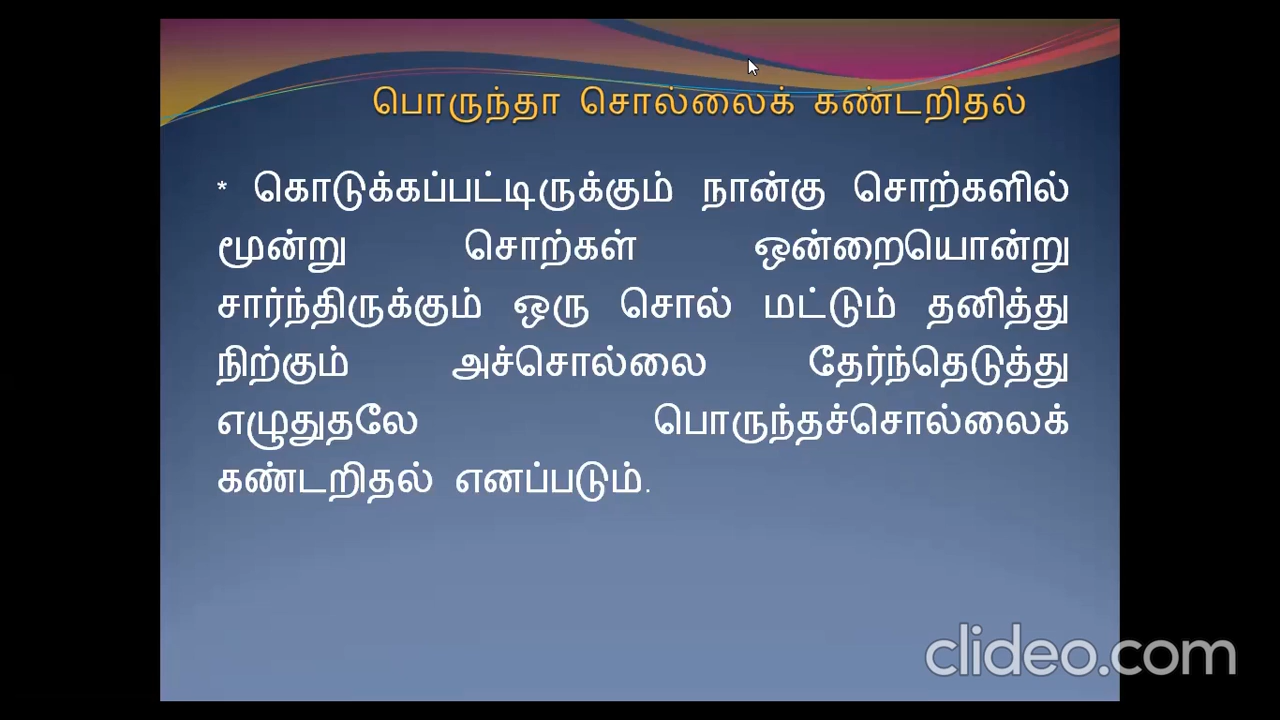 பொருந்தா சொல்லைக் கண்டறிதல்
* கொடுக்கப்பட்டிருக்கும் நான்கு சொற்களில்
மூன்று சொற்கள் ஒன்றையொன்று
சார்ந்திருக்கும் ஒரு சொல் மட்டும் தனித்து
நிற்கும் அச்சொல்லை தேர்ந்தெடுத்து
எழுதுதலே பொருந்தச்சொல்லைக்
கண்டறிதல் எனப்படும்.
clideo.com